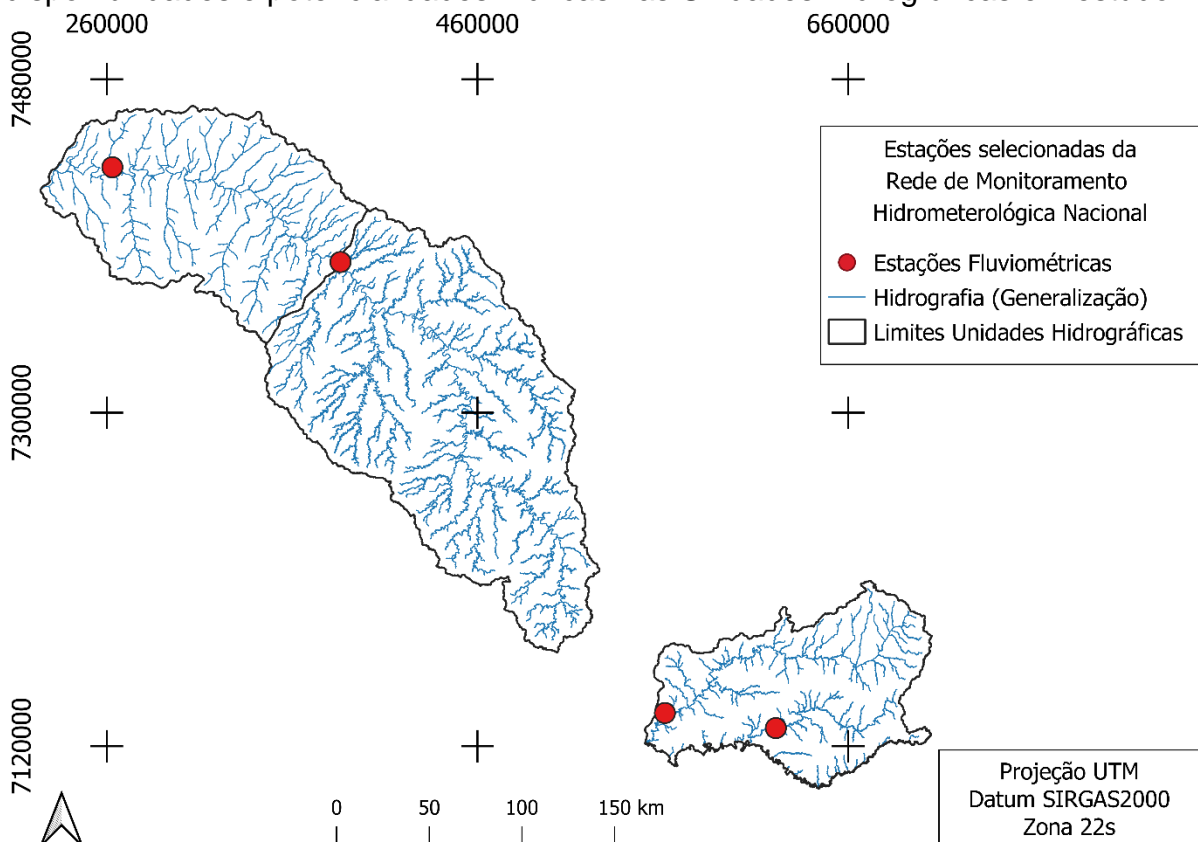 260000 460000 660000
7480000
7300000
7120000
Estações selecionadas da
Rede de Monitoramento
Hidrometerológica Nacional
Estações Fluviométricas
Hidrografia (Generalização)
Limites Unidades Hidrográficas
0 50 100 150 km
Projeção UTM
Datum SIRGAS2000
Zona 22s